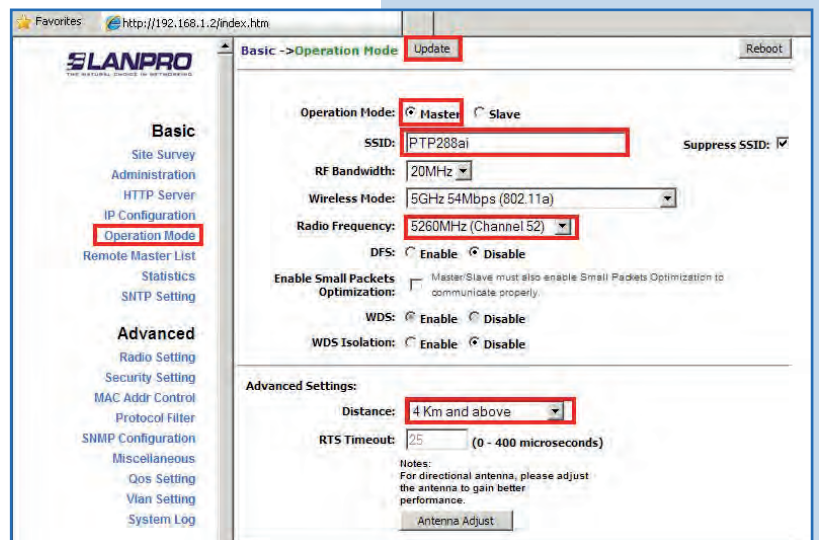 Favorites http://192.168.1.2/index.htm
LANPRO
THE NATURAL CHOICE IN NETWORKING
Basic
Site Survey
Administration
HTTP Server
IP Configuration
Operation Mode
Remote Master List
Statistics
SNTP Setting
Advanced
Radio Setting
Security Setting
MAC Addr Control
Protocol Filter
SNMP Configuration
Miscellaneous
Qos Setting
Vlan Setting
System Log
Basic ->Operation Mode Update Reboot
Operation Mode: Master Slave
SSID: PTP288ai Suppress SSID:
RF Bandwidth: 20MHz
Wireless Mode: 5GHz 54Mbps (802.11a)
Radio Frequency: 5260MHz (Channel 52)
DFS: Enable Disable
Enable Small Packets Optimization: Master/Slave must also enable Small Packets Optimization to
communicate properly.
WDS: Enable Disable
WDS Isolation: Enable Disable
Advanced Settings:
Distance: 4 Km and above
RTS Timeout: 25 (0 - 400 microseconds)
Notes:
For directional antenna, please adjust
the antenna to gain better
performance.
Antenna Adjust